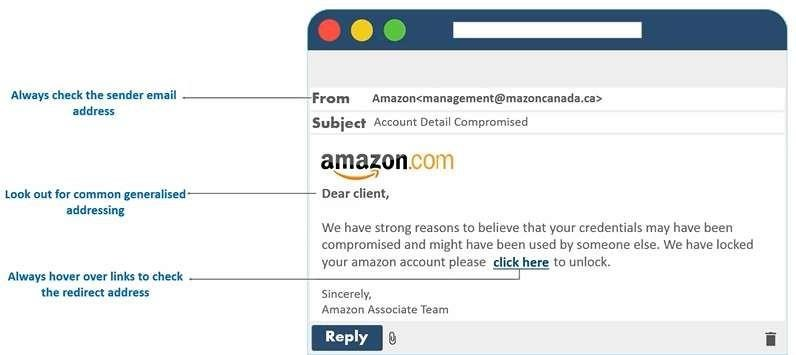 Always check the sender email
address
From Amazon<management@mazoncanada.ca>
Subject Account Detail Compromised
amazon.com
Look out for common generalised
addressing
Dear client,
We have strong reasons to believe that your credentials may have been
compromised and might have been used by someone else. We have locked
your amazon account please click here to unlock.
Always hover over links to check
the redirect address
Sincerely,
Amazon Associate Team
Reply